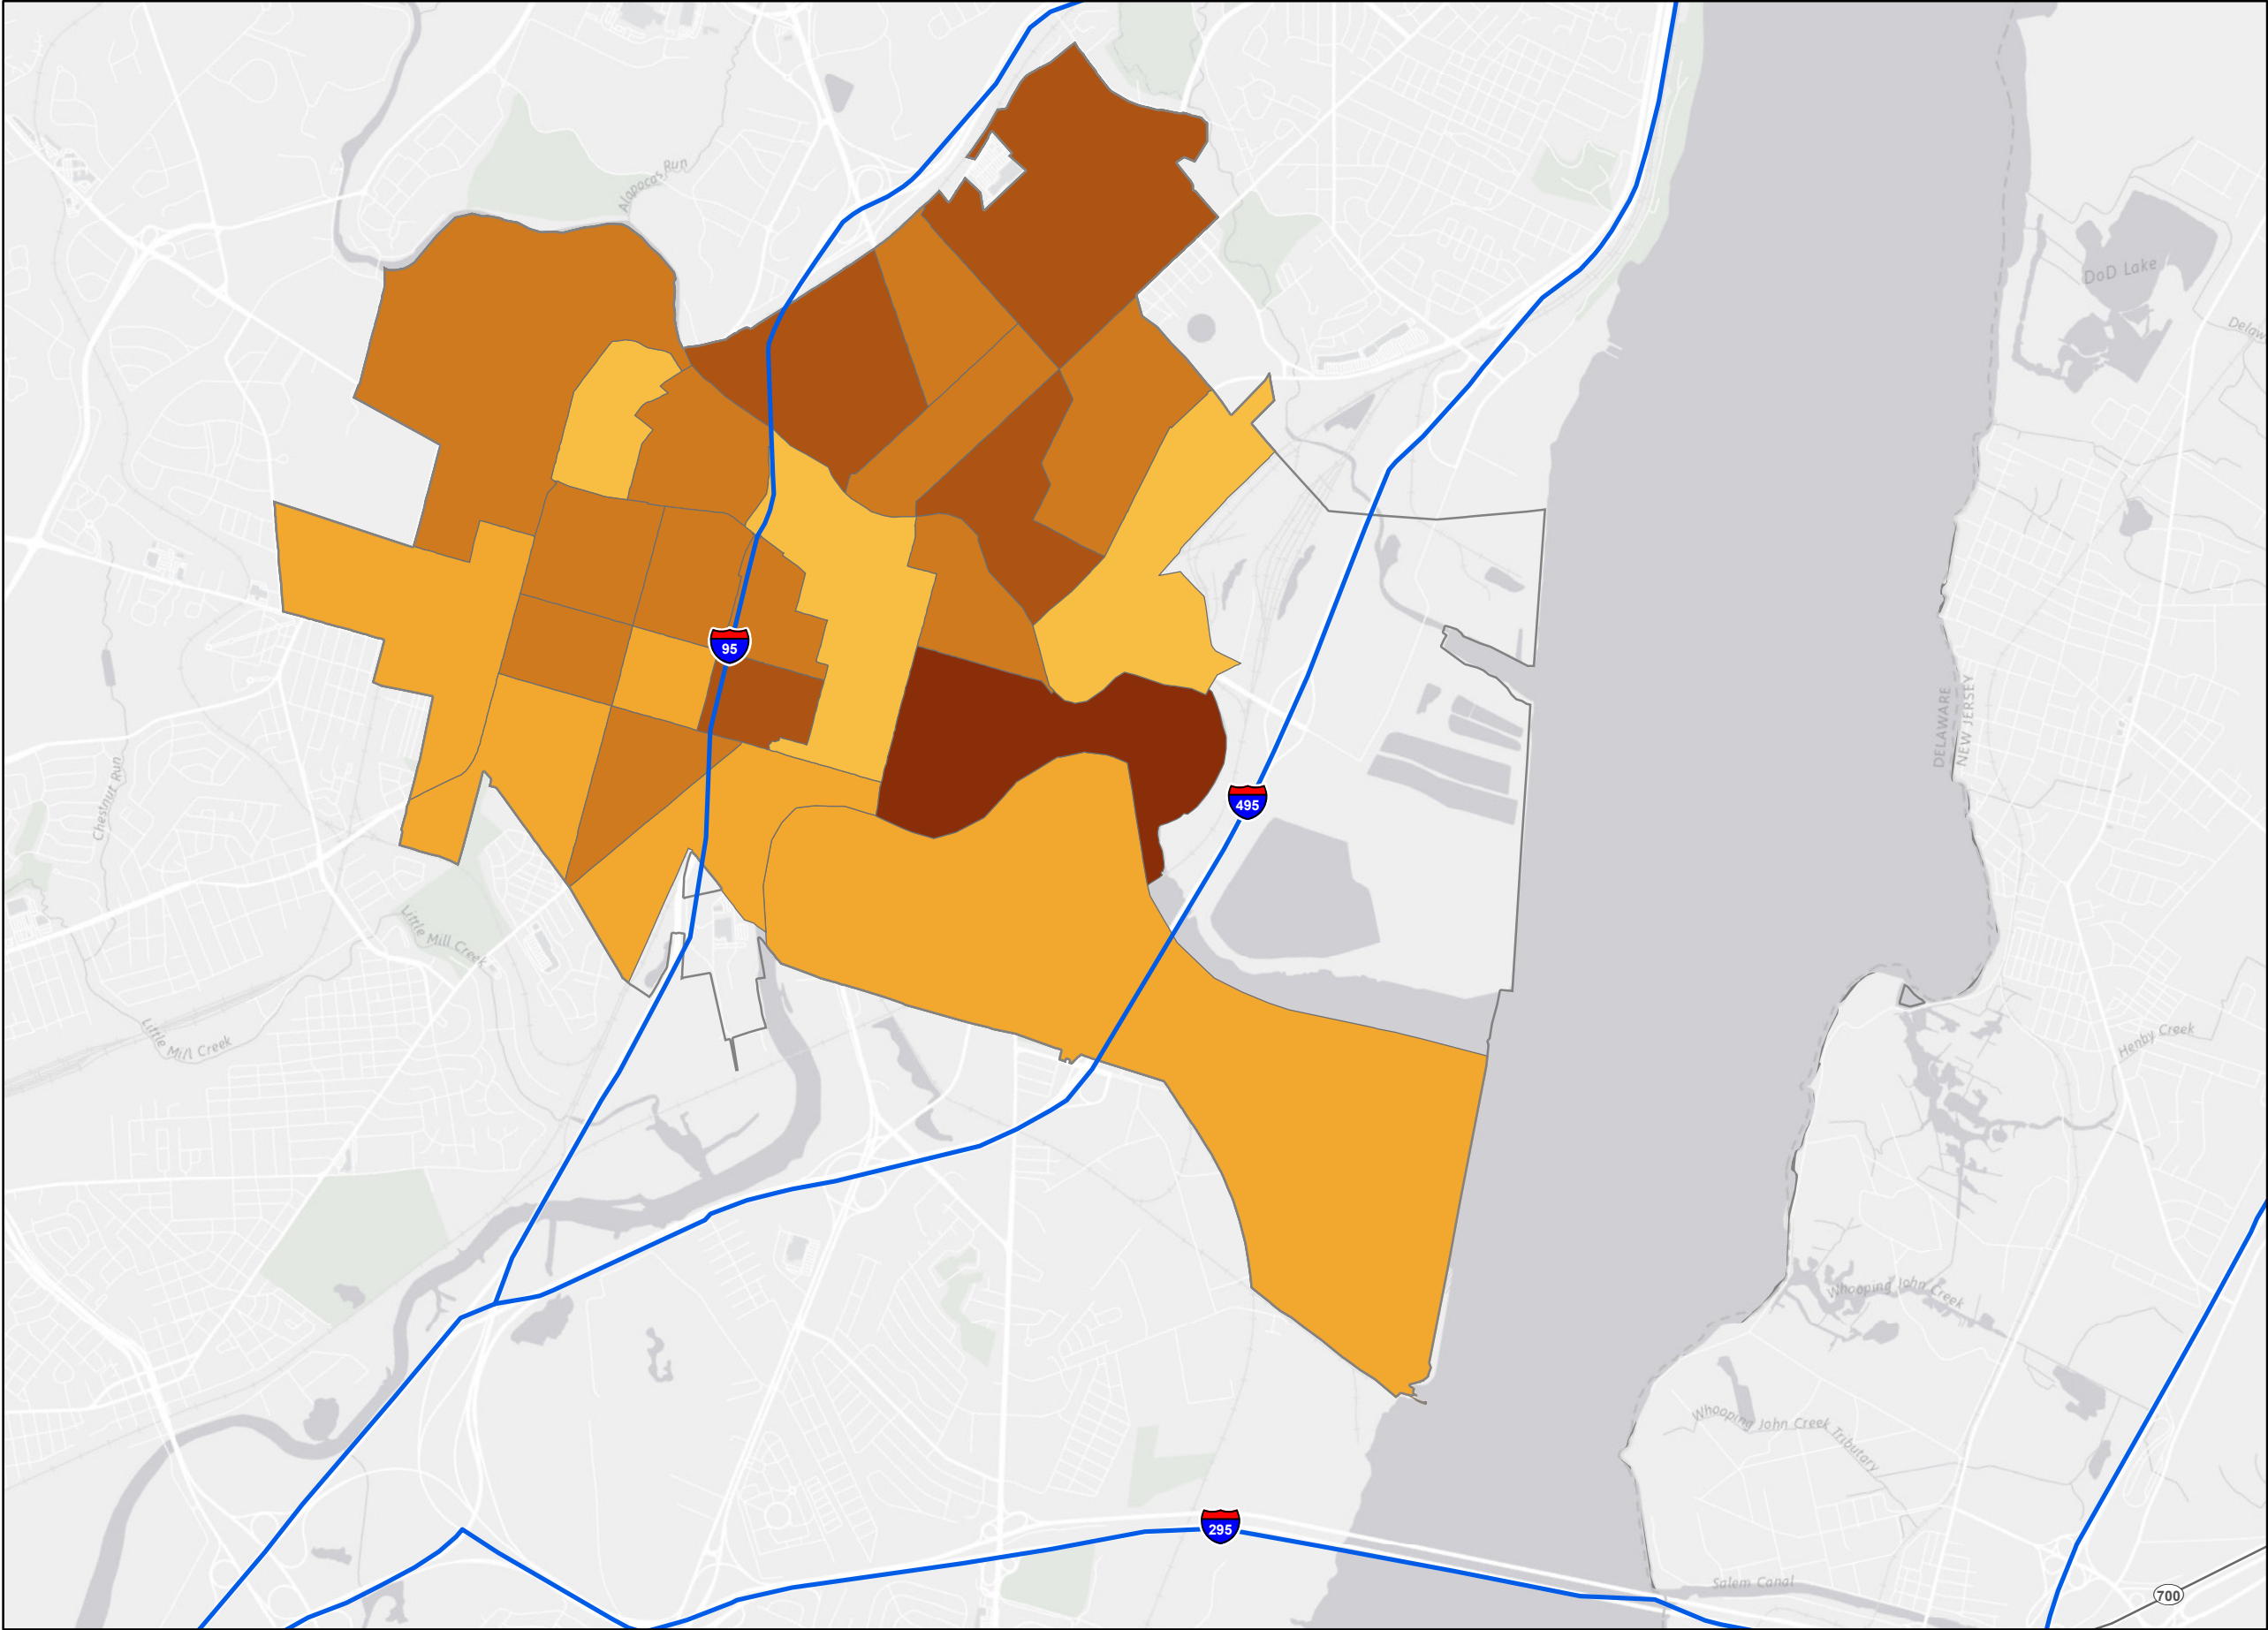 Alapocas Run
DoD Lake
Delaw
95
DELAWARE
NEW JERSEY
Chestnut Run
495
Little Mill Creek
Little Mill Creek
Henby Creek
Whooping John Creek
Whooping John Creek Tributary
295
Salem Canal
700